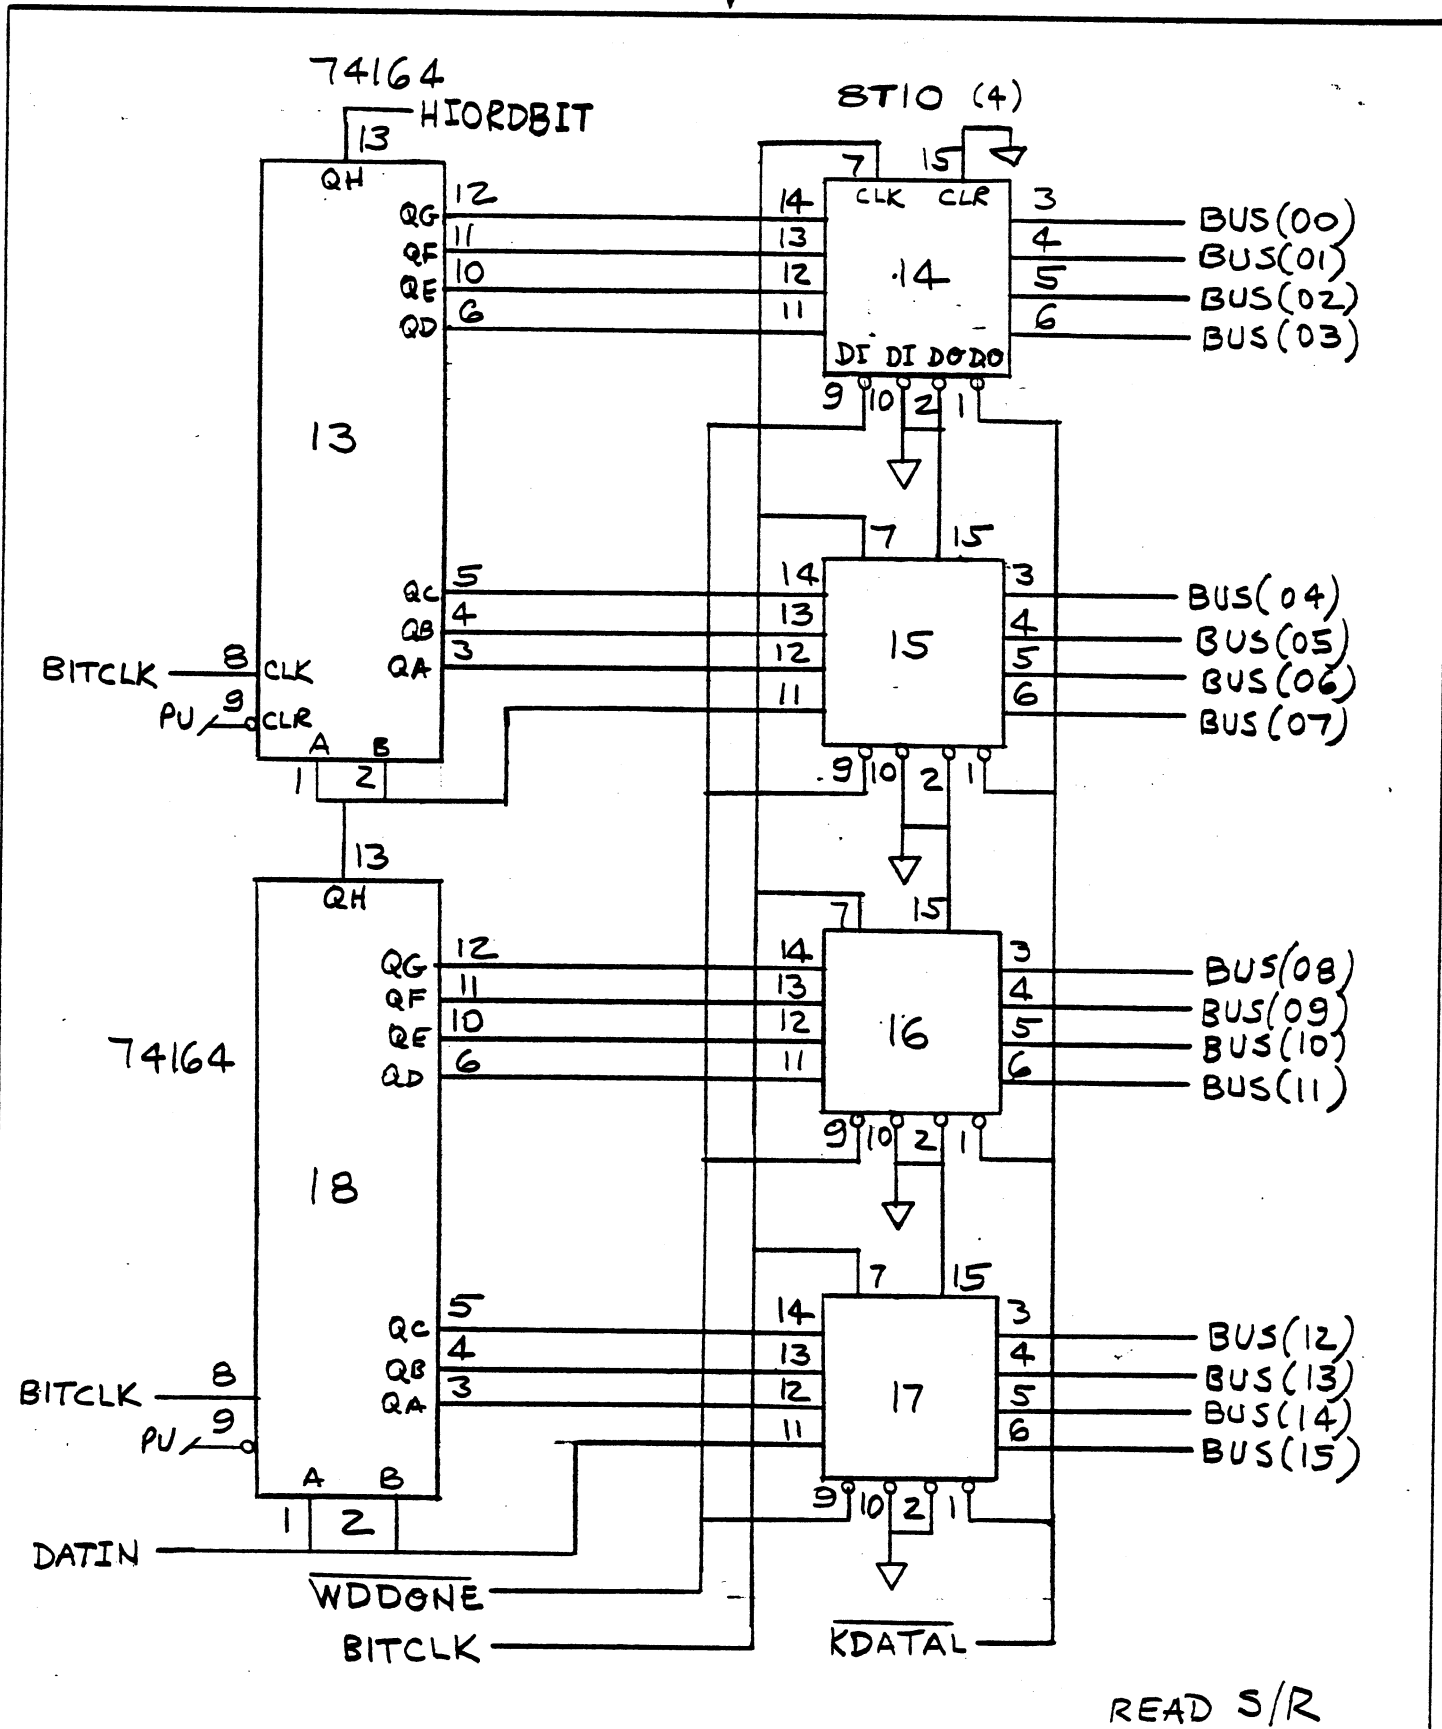 74164
HIORDBIT
13
QH
8T10 (4)
7 15
CLK CLR
QG 12 14 3 BUS(00)
QF 11 13 4 BUS(01)
QE 10 12 5 BUS(02)
QD 6 11 6 BUS(03)
14
DI DI DO DO
9 10 2 1
13
7 15
QC 5 14 3 BUS(04)
QB 4 13 4 BUS(05)
QA 3 12 5 BUS(06)
11 6 BUS(07)
15
BITCLK 8 CLK
PU 9 CLR
A B
1 2
9 10 2 1
13
QH
7 15
QG 12 14 3 BUS(08)
QF 11 13 4 BUS(09)
QE 10 12 5 BUS(10)
QD 6 11 6 BUS(11)
16
74164
9 10 2 1
18
7 15
QC 5 14 3 BUS(12)
QB 4 13 4 BUS(13)
QA 3 12 5 BUS(14)
11 6 BUS(15)
17
BITCLK 8
PU 9
A B
1 2
9 10 2 1
DATIN
WDDONE
BITCLK
KDATAL
READ S/R